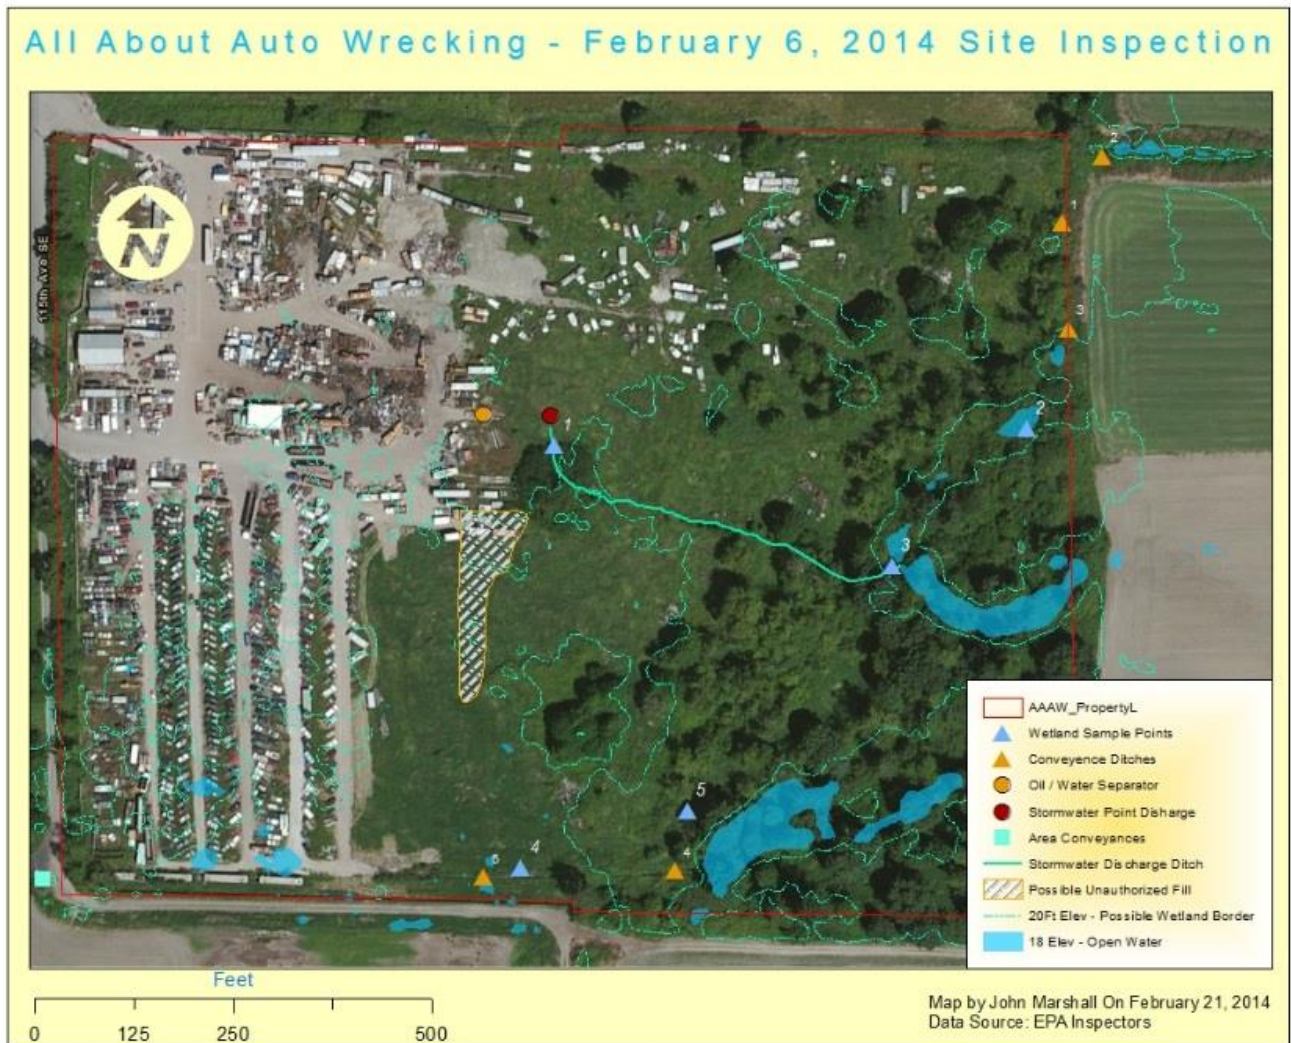 All About Auto Wrecking - February 6, 2014 Site Inspection
2
1
N
115th Ave SE
3
2
1
3
5
4
6
4
AAAW_PropertyL
Wetland Sample Points
Conveyence Ditches
Oil / Water Separator
Stormwater Point Disharge
Area Conveyances
Stormwater Discharge Ditch
Possible Unauthorized Fill
20Ft Elev - Possible Wetland Border
18 Elev - Open Water
Feet
0 125 250 500
Map by John Marshall On February 21, 2014
Data Source: EPA Inspectors